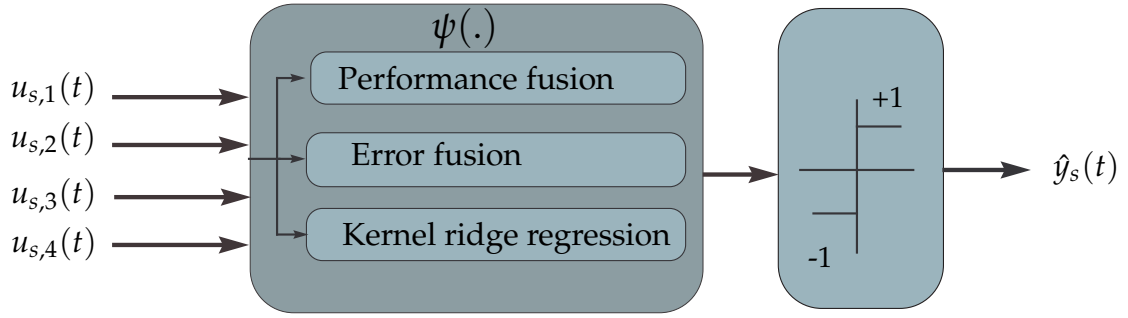 ψ(.)
u_{s,1}(t)
u_{s,2}(t)
u_{s,3}(t)
u_{s,4}(t)
Performance fusion
Error fusion
Kernel ridge regression
+1
-1
ŷ_s(t)